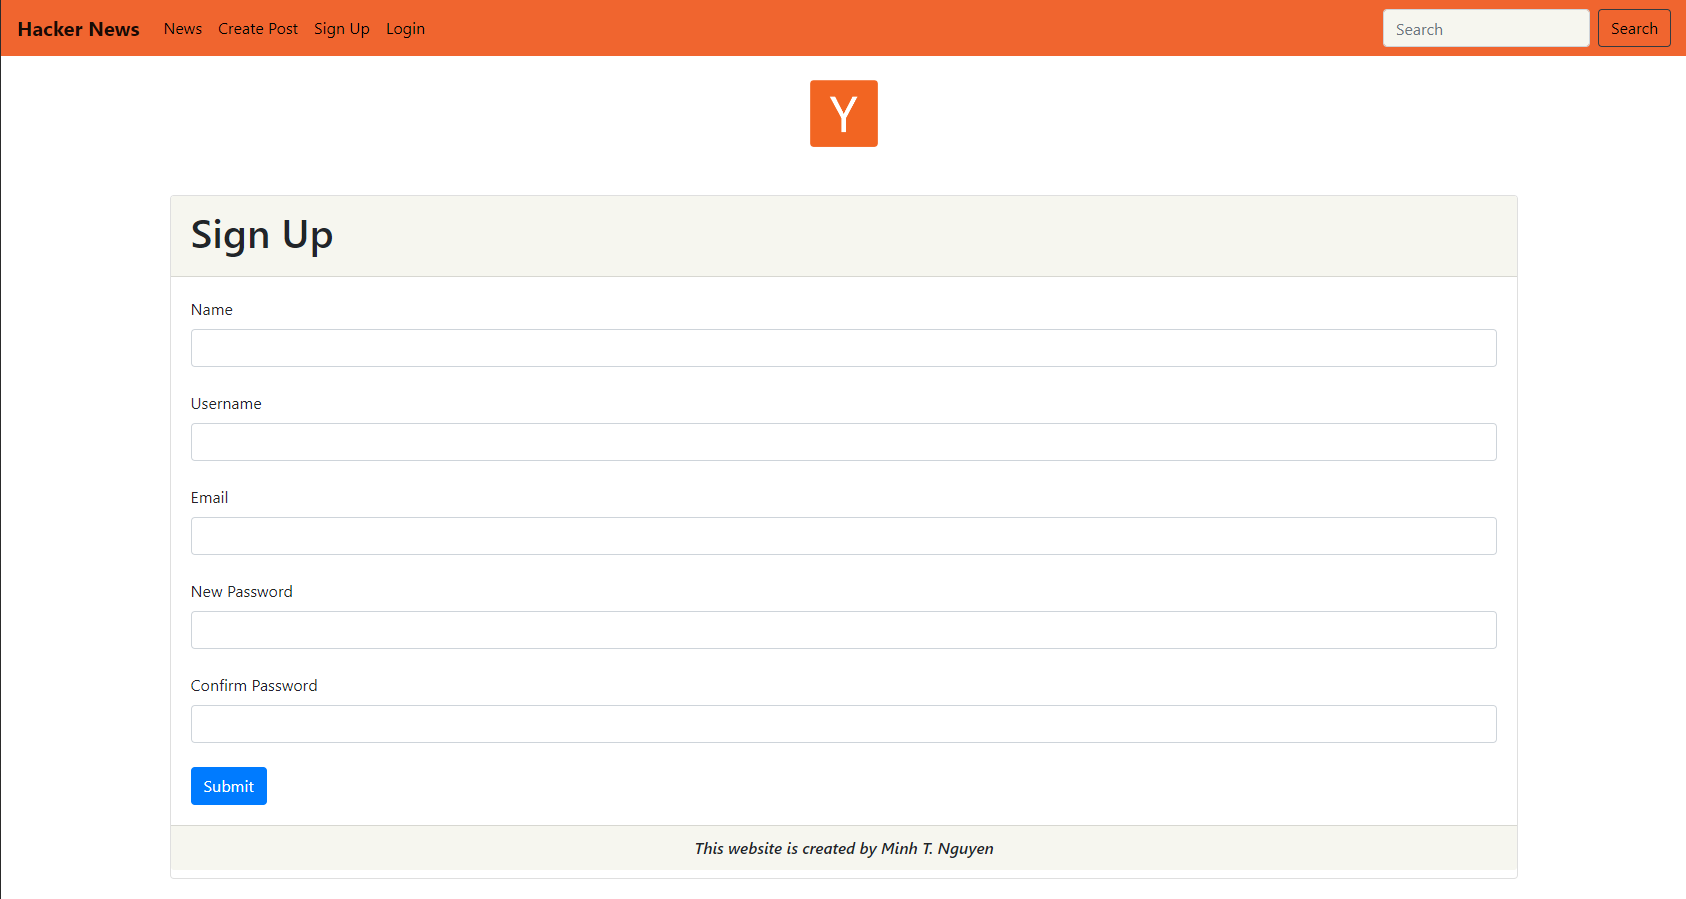 Hacker News News Create Post Sign Up Login Search Search
Y
Sign Up
Name
Username
Email
New Password
Confirm Password
Submit
This website is created by Minh T. Nguyen